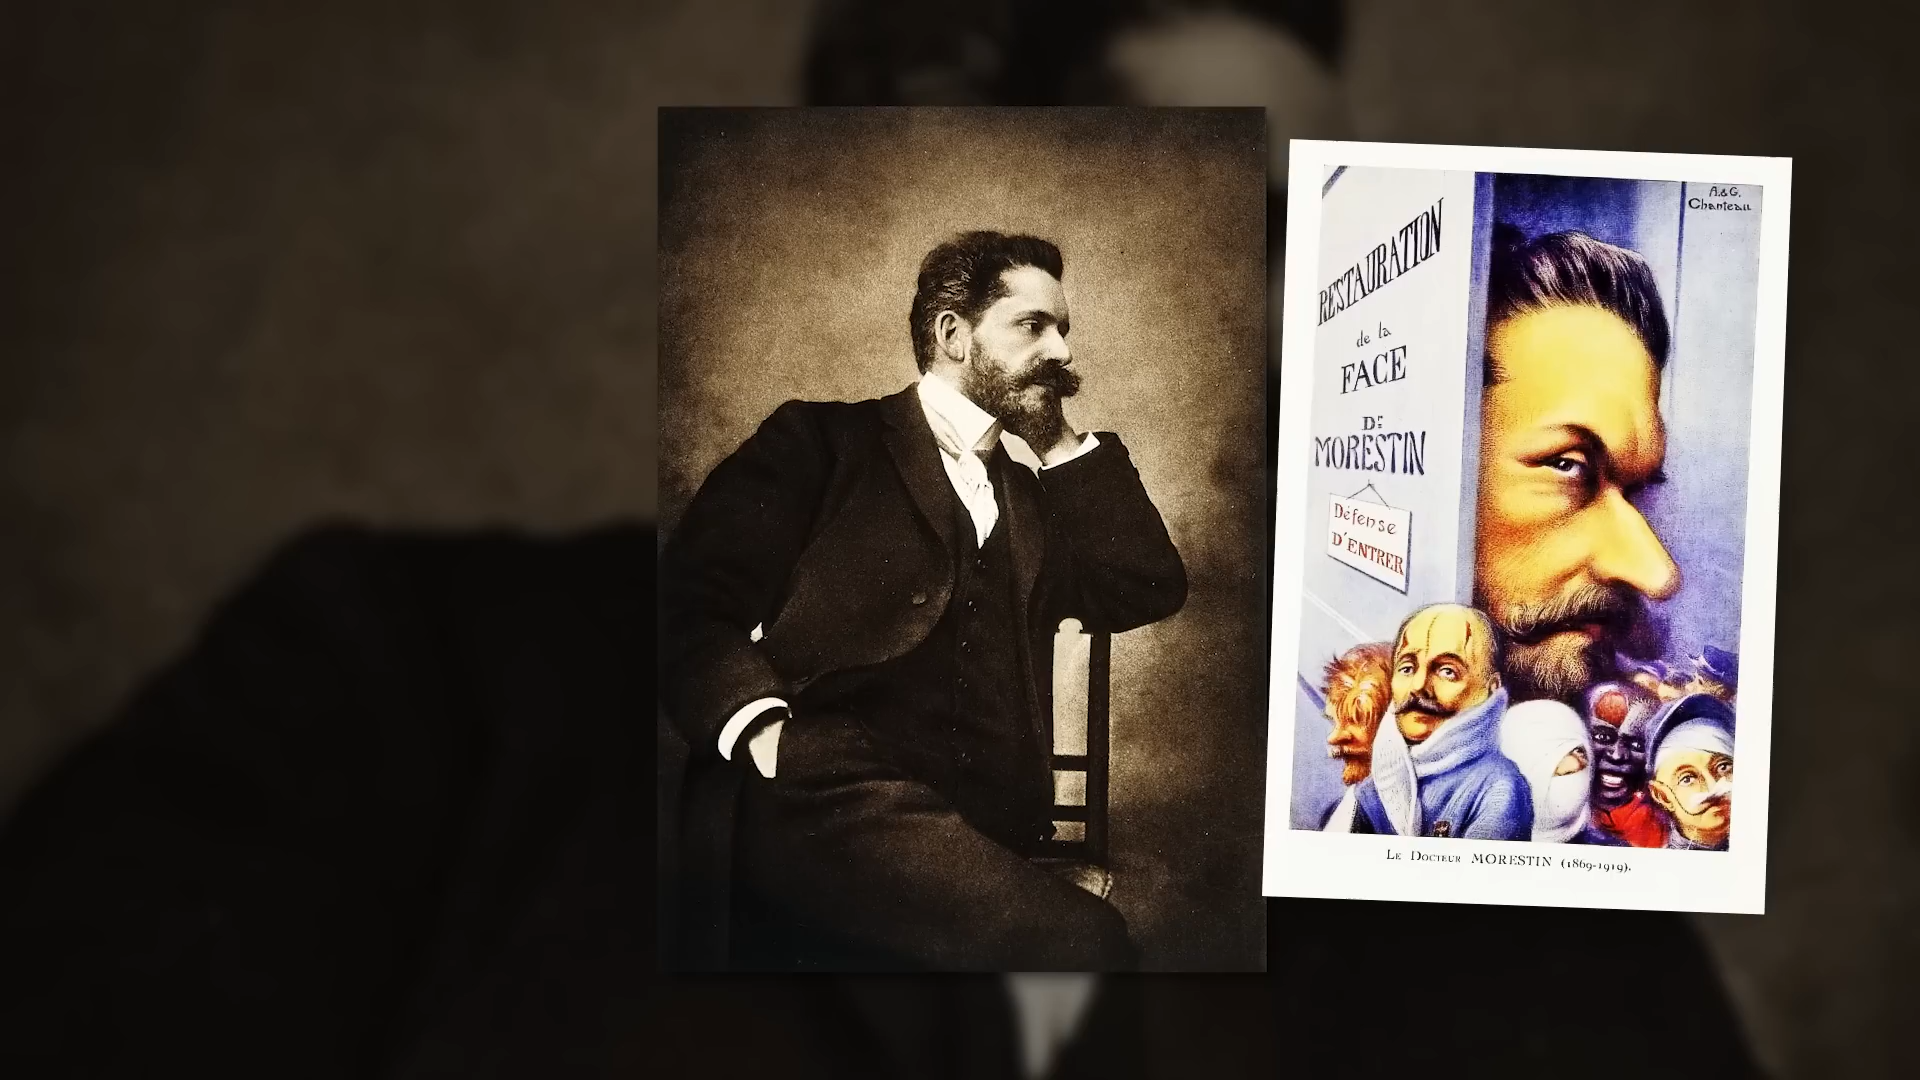 A. & G.
Chanteau
RESTAURATION
de la
FACE
Dr
MORESTIN
Défense
D'ENTRER
LE DOCTEUR MORESTIN (1869-1919).